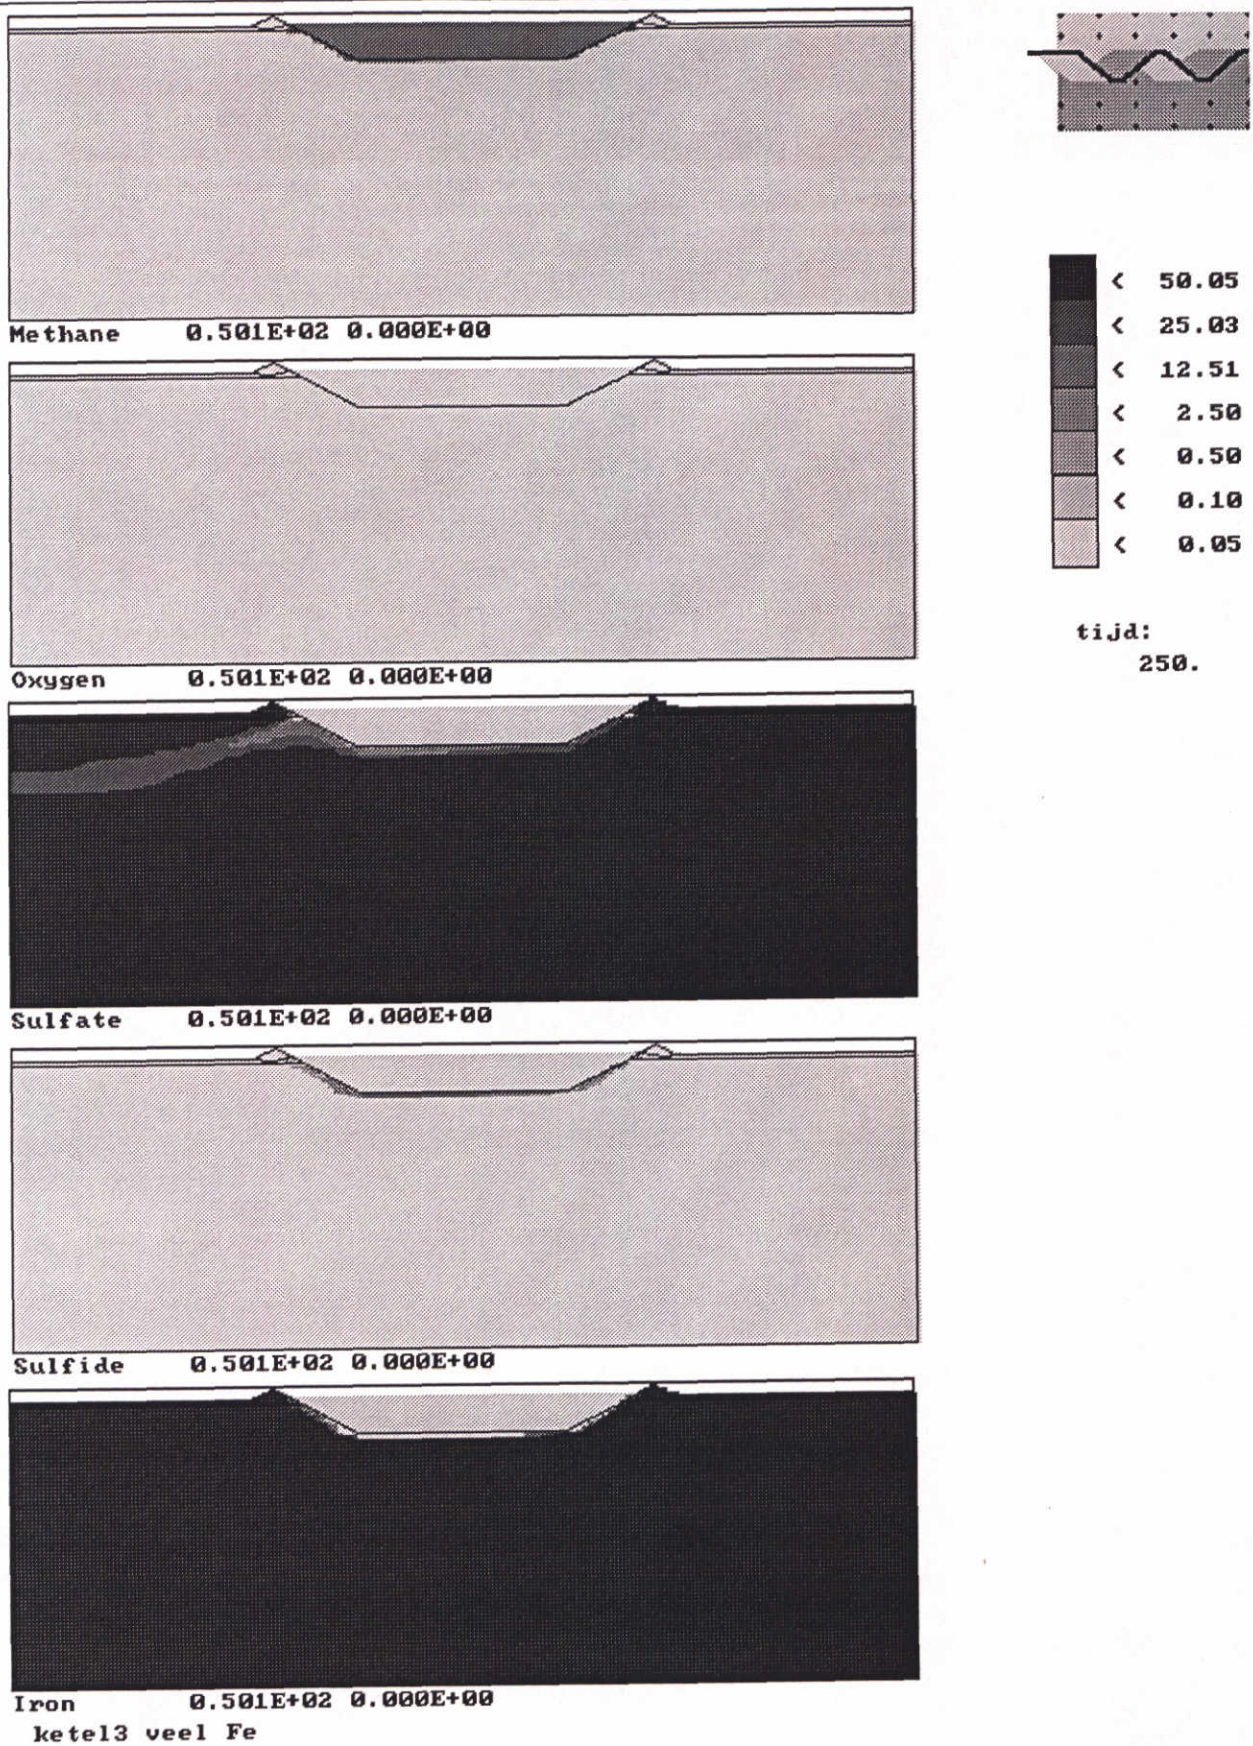 Methane 0.501E+02 0.000E+00
Oxygen 0.501E+02 0.000E+00
Sulfate 0.501E+02 0.000E+00
Sulfide 0.501E+02 0.000E+00
Iron 0.501E+02 0.000E+00
ketel3 veel Fe
< 50.05
< 25.03
< 12.51
< 2.50
< 0.50
< 0.10
< 0.05
tijd:
250.